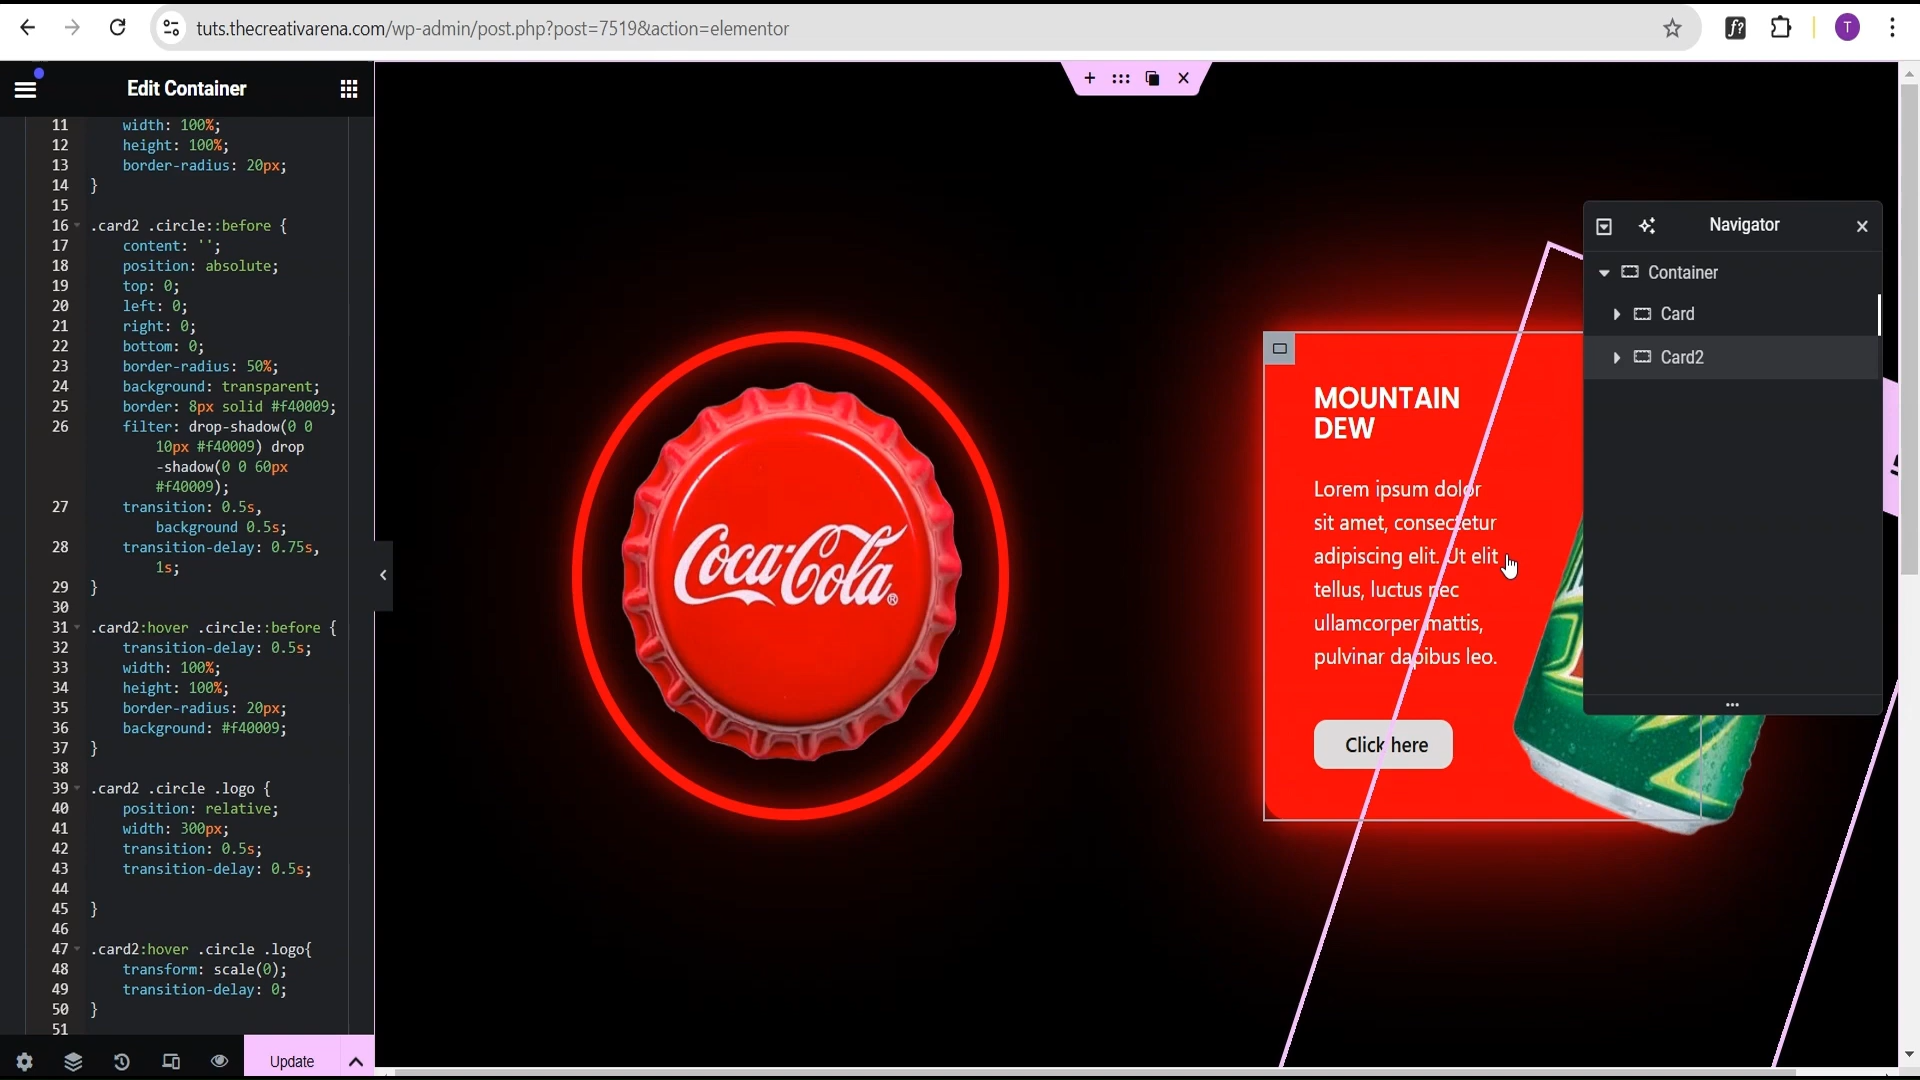 tuts.thecreativarena.com/wp-admin/post.php?post=7519&action=elementor
f?
T
Edit Container
11 width: 100%;
12 height: 100%;
13 border-radius: 20px;
14 }
15
16 .card2 .circle::before {
17 content: '';
18 position: absolute;
19 top: 0;
20 left: 0;
21 right: 0;
22 bottom: 0;
23 border-radius: 50%;
24 background: transparent;
25 border: 8px solid #f40009;
26 filter: drop-shadow(0 0
10px #f40009) drop
-shadow(0 0 60px
#f40009);
27 transition: 0.5s,
background 0.5s;
28 transition-delay: 0.75s,
1s;
29 }
30
31 .card2:hover .circle::before {
32 transition-delay: 0.5s;
33 width: 100%;
34 height: 100%;
35 border-radius: 20px;
36 background: #f40009;
37 }
38
39 .card2 .circle .logo {
40 position: relative;
41 width: 300px;
42 transition: 0.5s;
43 transition-delay: 0.5s;
44
45 }
46
47 .card2:hover .circle .logo{
48 transform: scale(0);
49 transition-delay: 0;
50 }
51
Update
Coca-Cola®
MOUNTAIN
DEW
Lorem ipsum dolor
sit amet, consectetur
adipiscing elit. Ut elit
tellus, luctus nec
ullamcorper mattis,
pulvinar dapibus leo.
Click here
Navigator
Container
Card
Card2